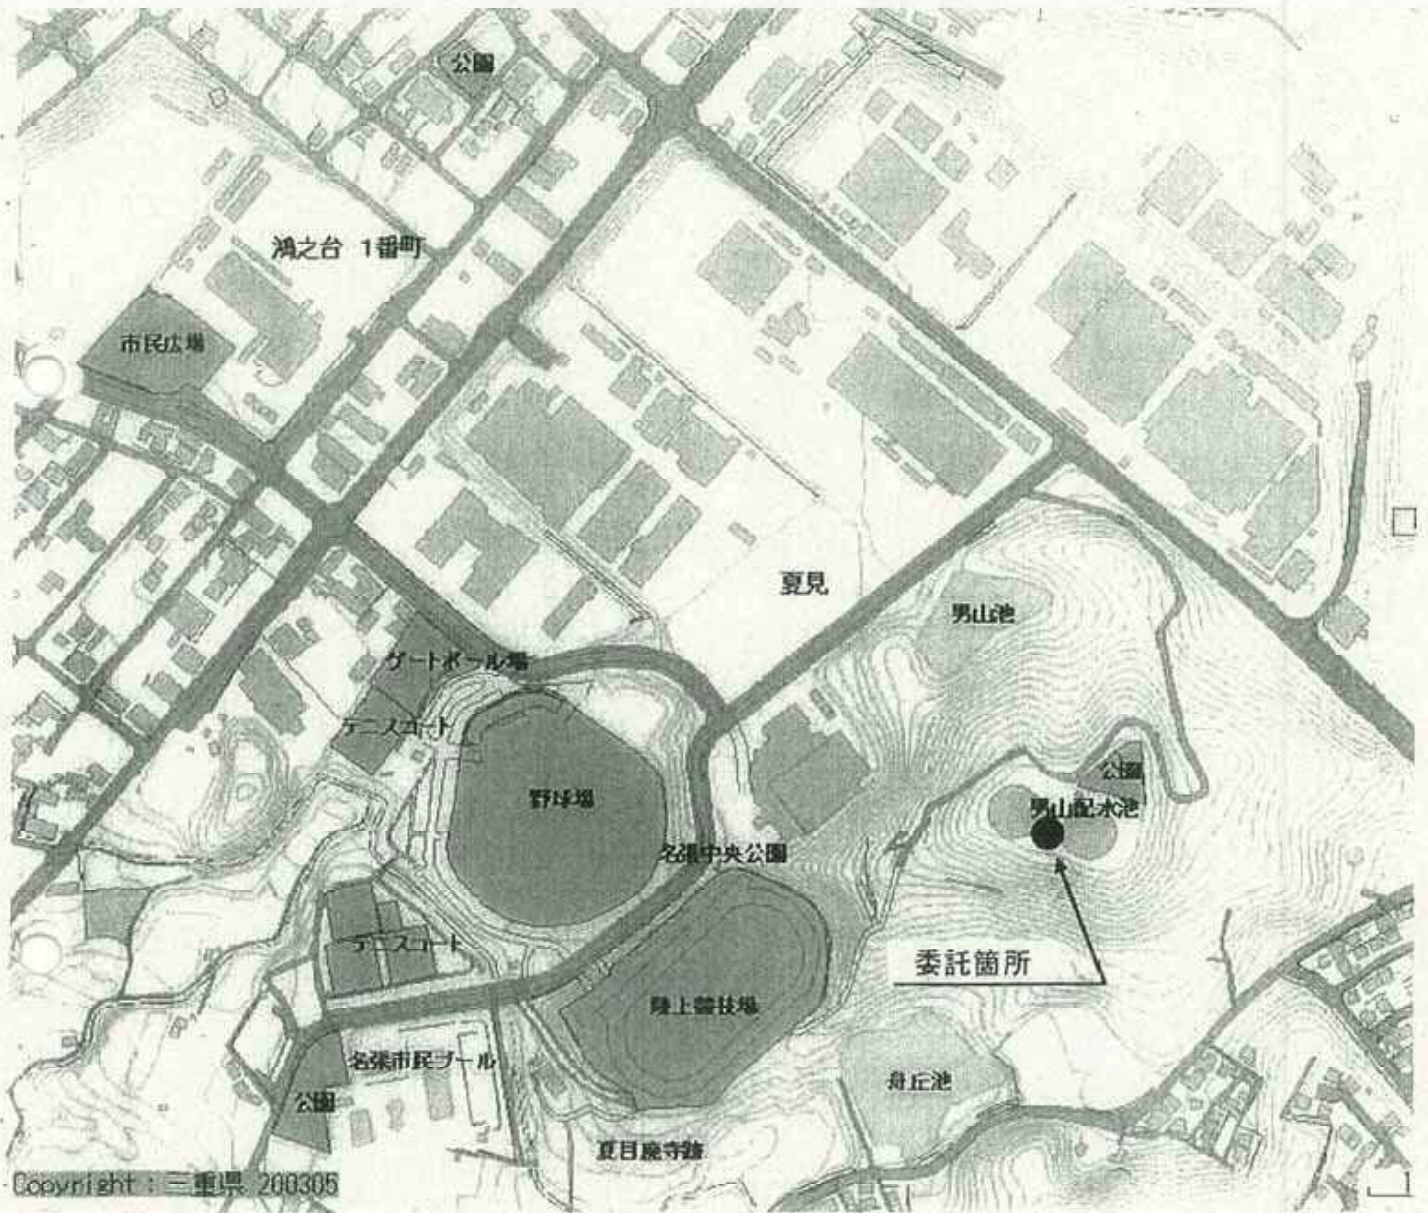 公園
鴻之台 1番町
市民広場
夏見
男山池
ゲートボール場
テニスコート
公園
野球場
男山配水池
名張中央公園
テニスコート
委託箇所
陸上競技場
名張市民プール
舟丘池
公園
夏目廃寺跡
Copyright : 三重県 200305